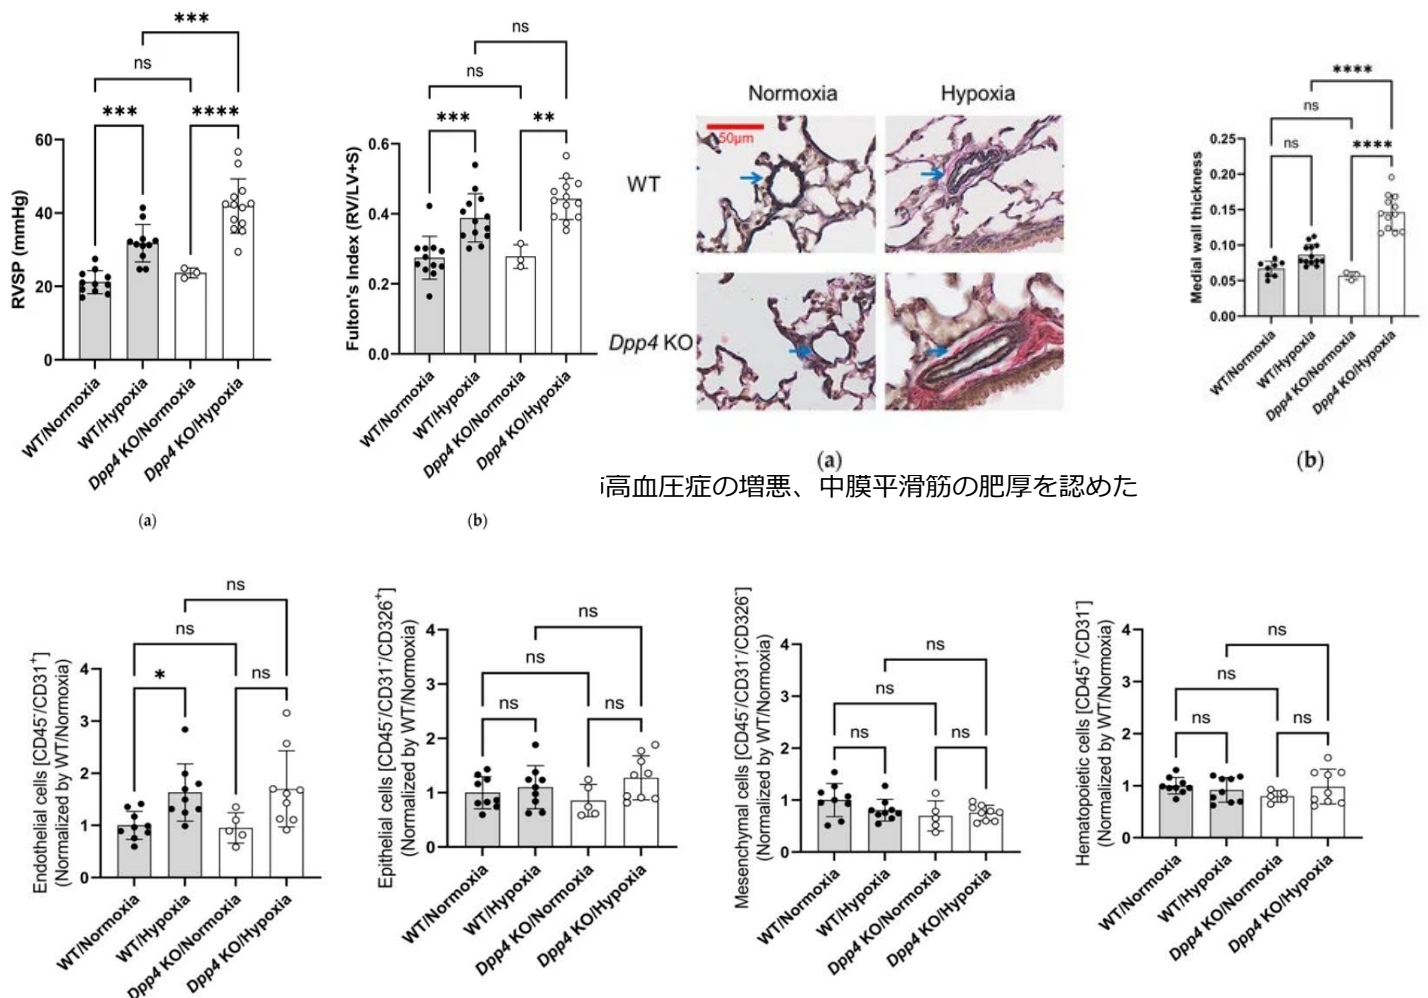 ***
ns
***
****
60
40
20
0
RVSP (mmHg)
WT/Normoxia
WT/Hypoxia
Dpp4 KO/Normoxia
Dpp4 KO/Hypoxia
(a)
ns
ns
***
**
0.6
0.4
0.2
0.0
Fulton's Index (RV/LV+S)
WT/Normoxia
WT/Hypoxia
Dpp4 KO/Normoxia
Dpp4 KO/Hypoxia
(b)
Normoxia
Hypoxia
50μm
WT
Dpp4 KO
(a)
****
ns
ns
****
0.25
0.20
0.15
0.10
0.05
0.00
Medial wall thickness
WT/Normoxia
WT/Hypoxia
Dpp4 KO/Normoxia
Dpp4 KO/Hypoxia
(b)
高血圧症の増悪、中膜平滑筋の肥厚を認めた
ns
ns
*
ns
4
3
2
1
0
Endothelial cells [CD45⁻/CD31⁺]
(Normalized by WT/Normoxia)
WT/Normoxia
WT/Hypoxia
Dpp4 KO/Normoxia
Dpp4 KO/Hypoxia
ns
ns
ns
ns
4
3
2
1
0
Epithelial cells [CD45⁻/CD31⁻/CD326⁺]
(Normalized by WT/Normoxia)
WT/Normoxia
WT/Hypoxia
Dpp4 KO/Normoxia
Dpp4 KO/Hypoxia
ns
ns
ns
ns
4
3
2
1
0
Mesenchymal cells [CD45⁻/CD31⁻/CD326⁻]
(Normalized by WT/Normoxia)
WT/Normoxia
WT/Hypoxia
Dpp4 KO/Normoxia
Dpp4 KO/Hypoxia
ns
ns
ns
ns
4
3
2
1
0
Hematopoietic cells [CD45⁺/CD31⁻]
(Normalized by WT/Normoxia)
WT/Normoxia
WT/Hypoxia
Dpp4 KO/Normoxia
Dpp4 KO/Hypoxia